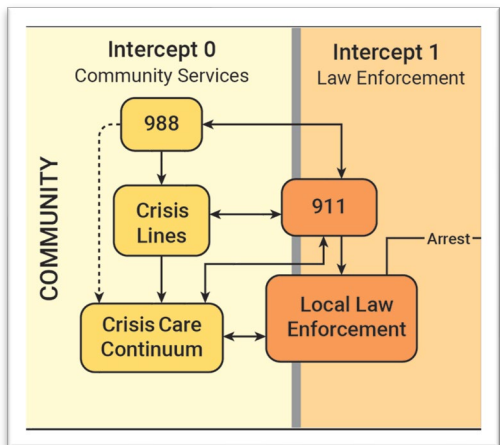 Intercept 0
Community Services
Intercept 1
Law Enforcement
COMMUNITY
988
Crisis
Lines
911
Arrest
Crisis Care
Continuum
Local Law
Enforcement